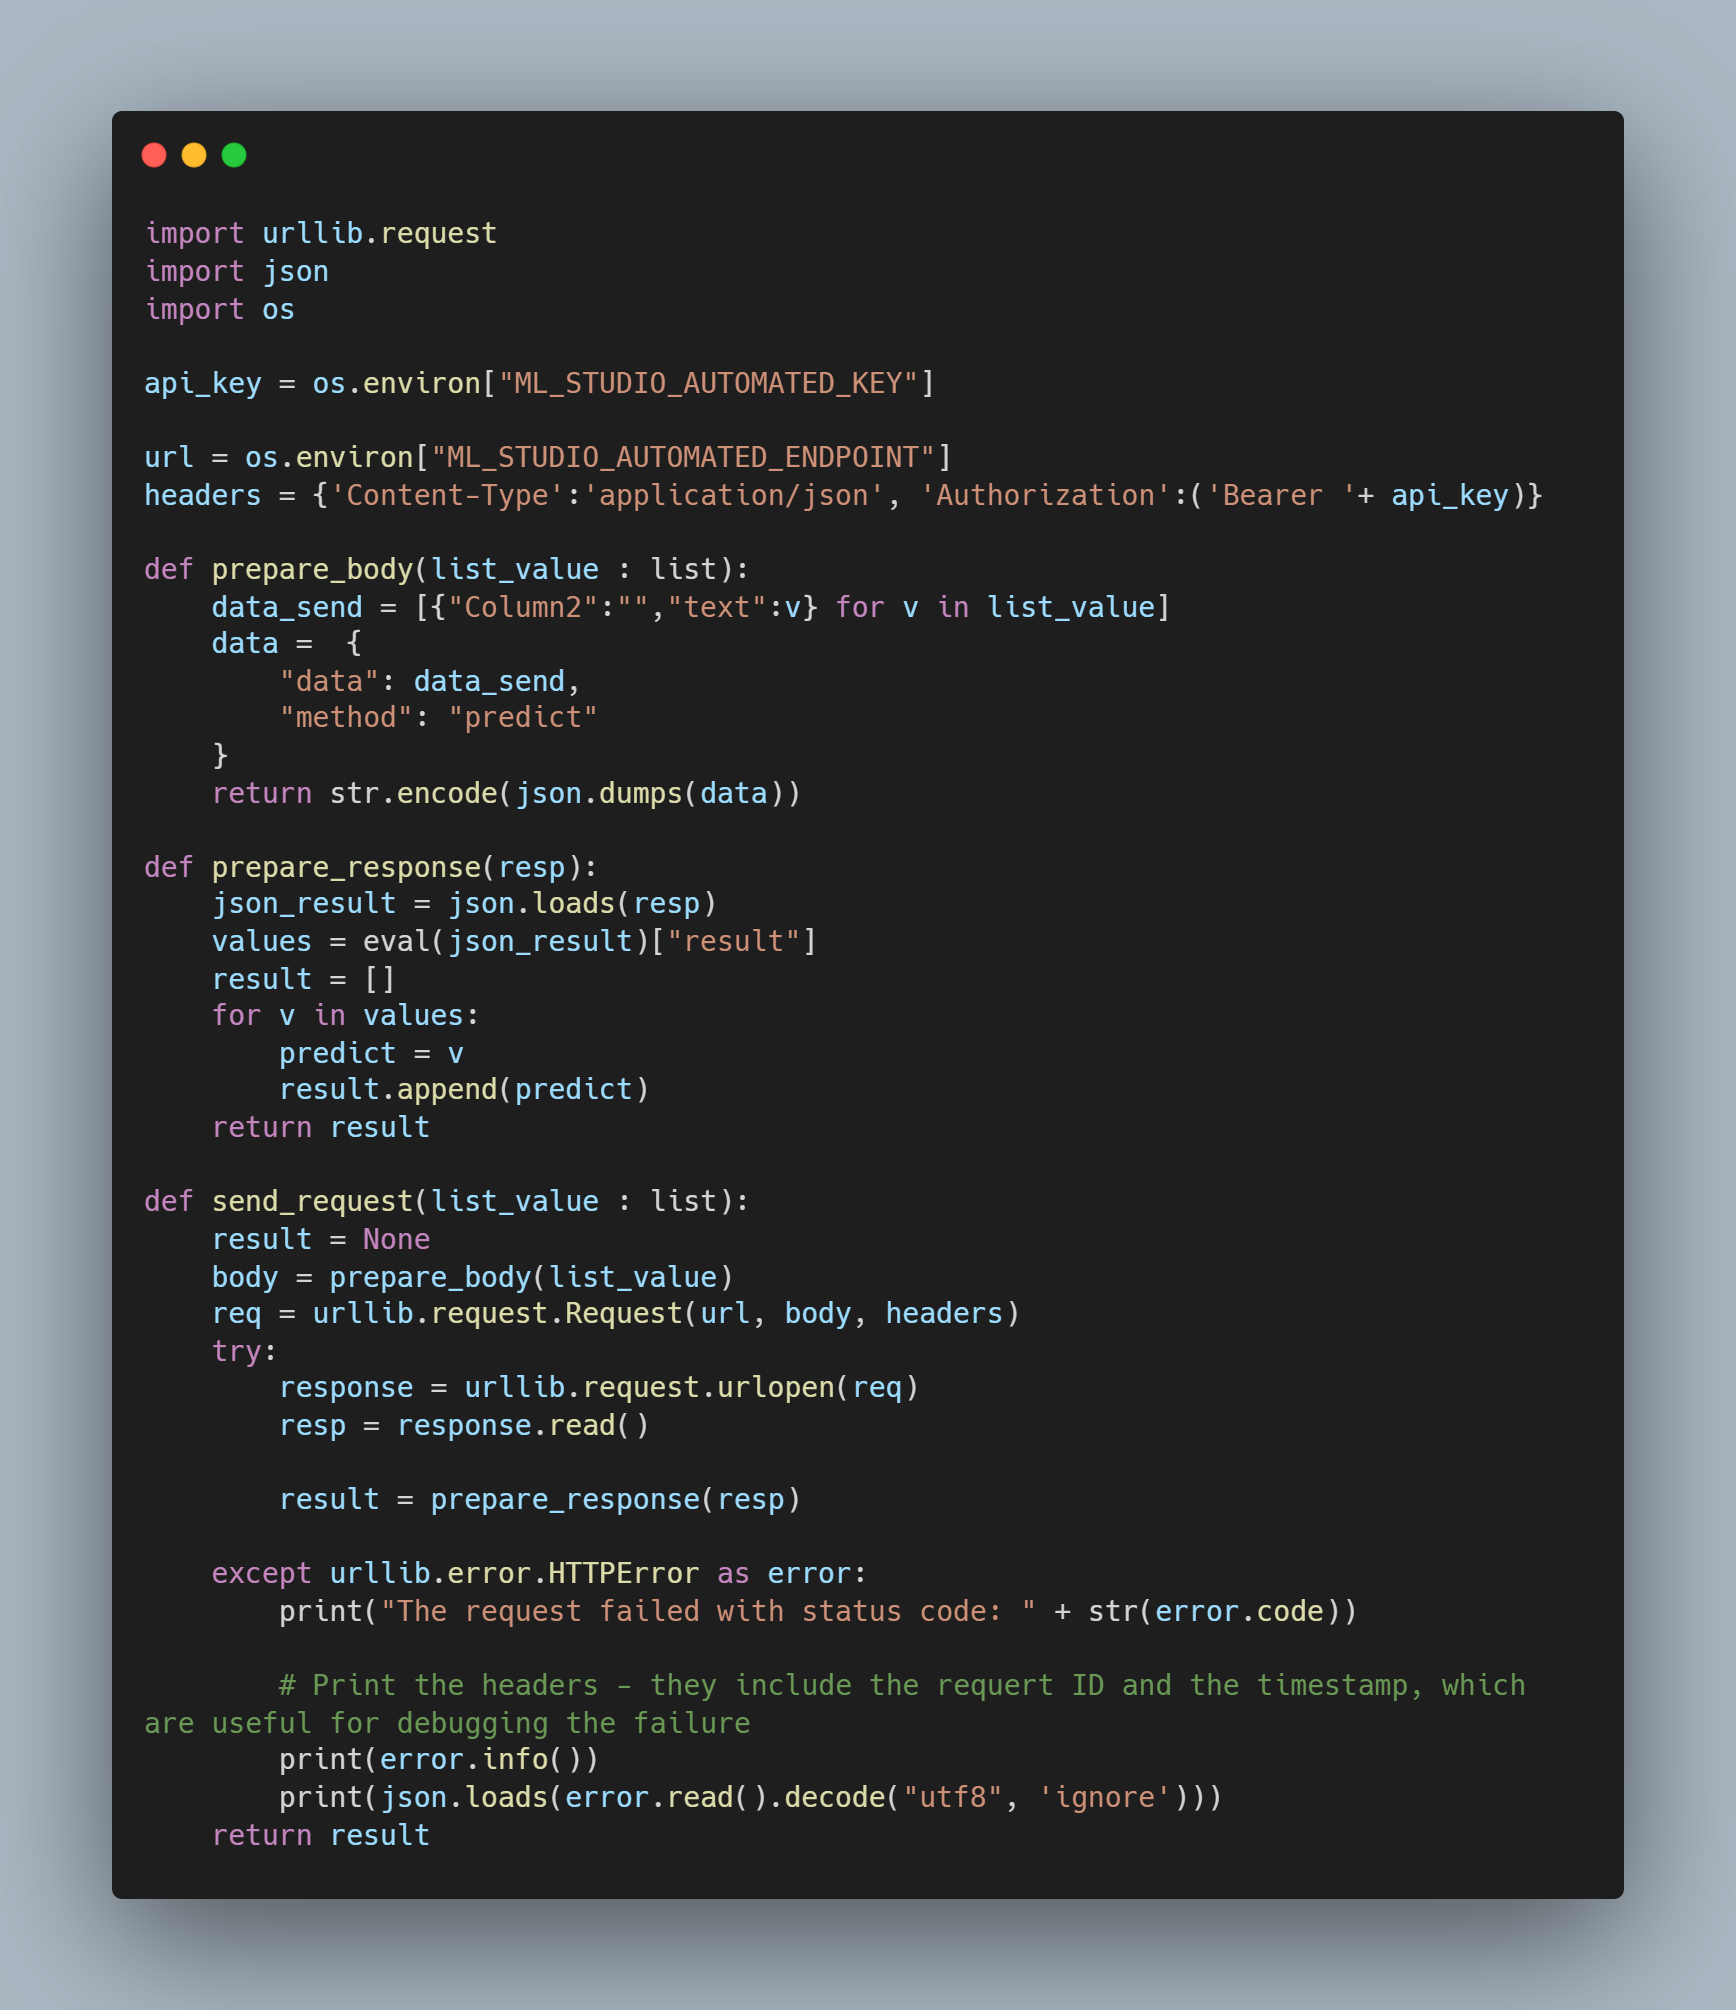 import urllib.request
import json
import os

api_key = os.environ["ML_STUDIO_AUTOMATED_KEY"]

url = os.environ["ML_STUDIO_AUTOMATED_ENDPOINT"]
headers = {'Content-Type':'application/json', 'Authorization':('Bearer '+ api_key)}

def prepare_body(list_value : list):
    data_send = [{"Column2":"","text":v} for v in list_value]
    data =  {
        "data": data_send,
        "method": "predict"
    }
    return str.encode(json.dumps(data))

def prepare_response(resp):
    json_result = json.loads(resp)
    values = eval(json_result)["result"]
    result = []
    for v in values:
        predict = v
        result.append(predict)
    return result

def send_request(list_value : list):
    result = None
    body = prepare_body(list_value)
    req = urllib.request.Request(url, body, headers)
    try:
        response = urllib.request.urlopen(req)
        resp = response.read()

        result = prepare_response(resp)

    except urllib.error.HTTPError as error:
        print("The request failed with status code: " + str(error.code))

        # Print the headers - they include the requert ID and the timestamp, which
are useful for debugging the failure
        print(error.info())
        print(json.loads(error.read().decode("utf8", 'ignore')))
    return result